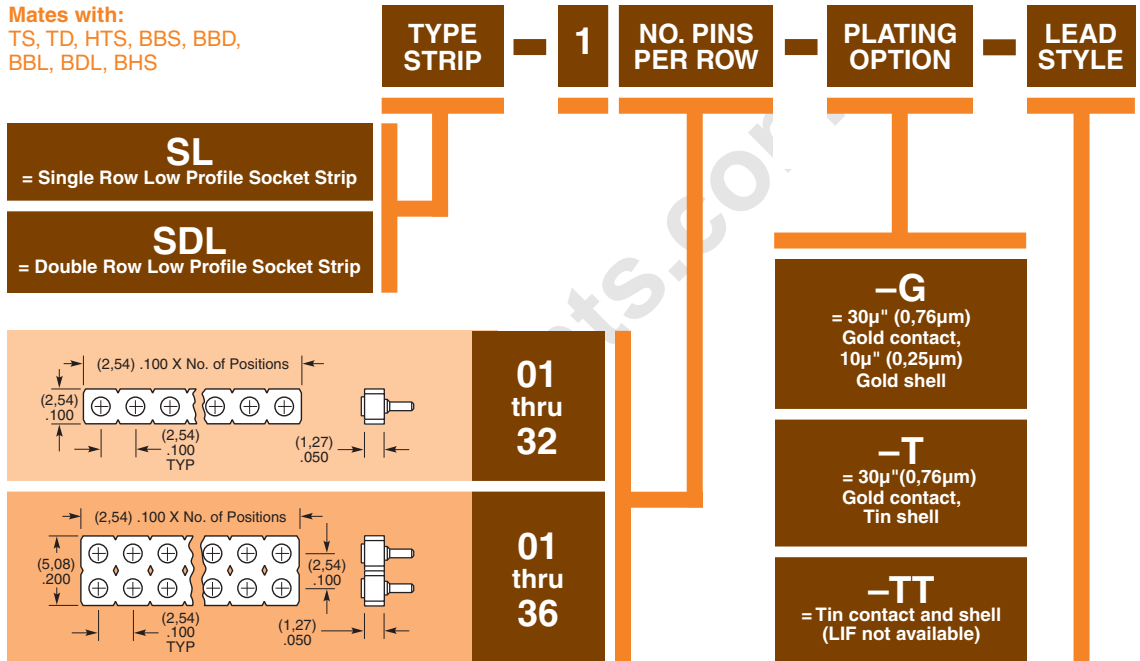 Mates with:
TS, TD, HTS, BBS, BBD,
BBL, BDL, BHS
TYPE
STRIP
1
NO. PINS
PER ROW
PLATING
OPTION
LEAD
STYLE
SL
= Single Row Low Profile Socket Strip
SDL
= Double Row Low Profile Socket Strip
–G
= 30µ" (0,76µm)
Gold contact,
10µ" (0,25µm)
Gold shell
–T
= 30µ"(0,76µm)
Gold contact,
Tin shell
–TT
= Tin contact and shell
(LIF not available)
(2,54) .100 X No. of Positions
(2,54)
.100
(2,54)
.100
TYP
(1,27)
.050
01
thru
32
(2,54) .100 X No. of Positions
(5,08)
.200
(2,54)
.100
(2,54)
.100
TYP
(1,27)
.050
01
thru
36